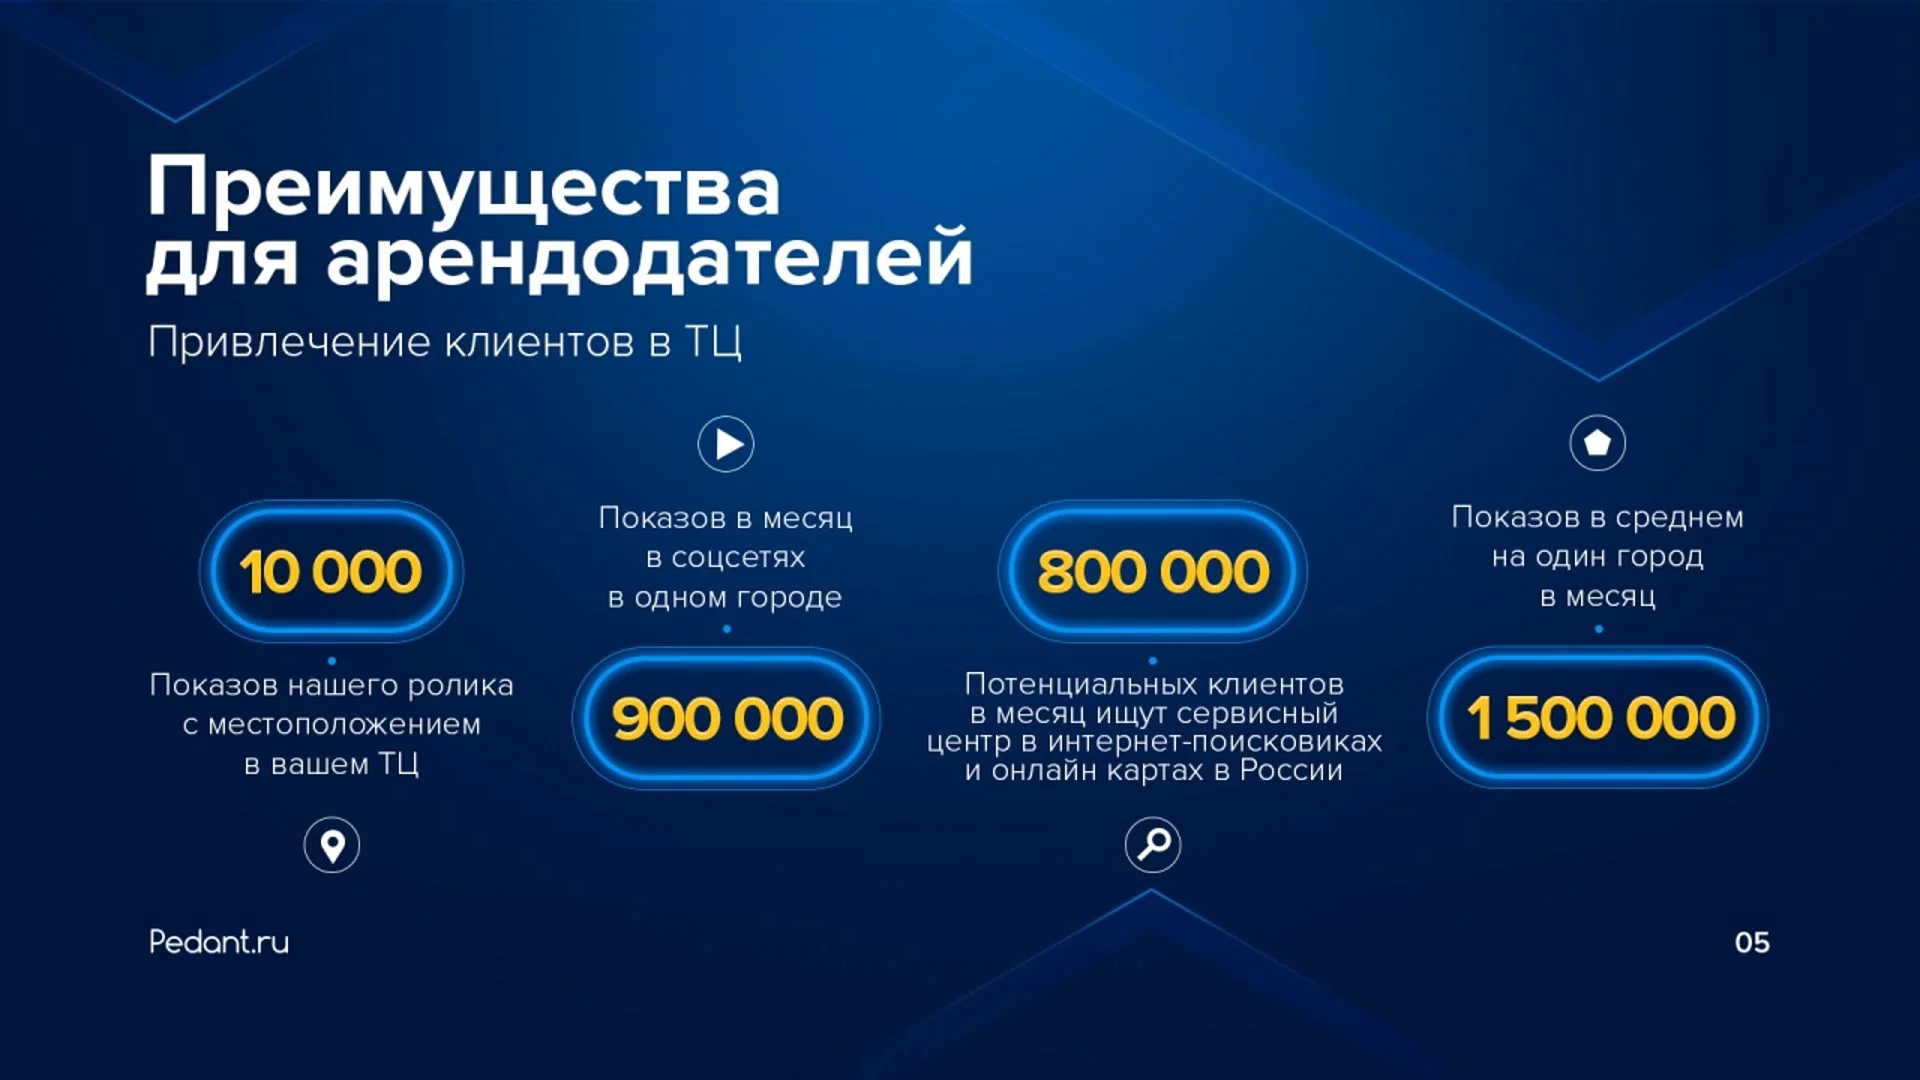 Преимущества
для арендодателей
Привлечение клиентов в ТЦ
10 000
Показов нашего ролика
с местоположением
в вашем ТЦ
Показов в месяц
в соцсетях
в одном городе
900 000
800 000
Потенциальных клиентов
в месяц ищут сервисный
центр в интернет-поисковиках
и онлайн картах в России
Показов в среднем
на один город
в месяц
1 500 000
Pedant.ru
05